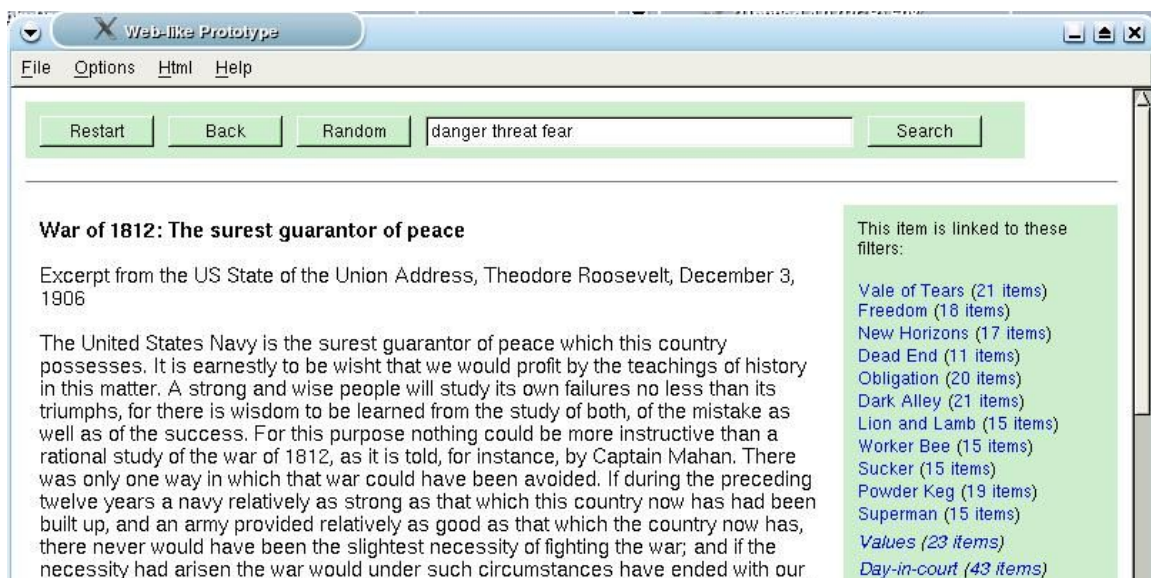 Web-like Prototype
File Options Html Help
Restart Back Random danger threat fear Search
War of 1812: The surest guarantor of peace
Excerpt from the US State of the Union Address, Theodore Roosevelt, December 3,
1906
The United States Navy is the surest guarantor of peace which this country
possesses. It is earnestly to be wisht that we would profit by the teachings of history
in this matter. A strong and wise people will study its own failures no less than its
triumphs, for there is wisdom to be learned from the study of both, of the mistake as
well as of the success. For this purpose nothing could be more instructive than a
rational study of the war of 1812, as it is told, for instance, by Captain Mahan. There
was only one way in which that war could have been avoided. If during the preceding
twelve years a navy relatively as strong as that which this country now has had been
built up, and an army provided relatively as good as that which the country now has,
there never would have been the slightest necessity of fighting the war; and if the
necessity had arisen the war would under such circumstances have ended with our
This item is linked to these
filters:
Vale of Tears (21 items)
Freedom (18 items)
New Horizons (17 items)
Dead End (11 items)
Obligation (20 items)
Dark Alley (21 items)
Lion and Lamb (15 items)
Worker Bee (15 items)
Sucker (15 items)
Powder Keg (19 items)
Superman (15 items)
Values (23 items)
Day-in-court (43 items)